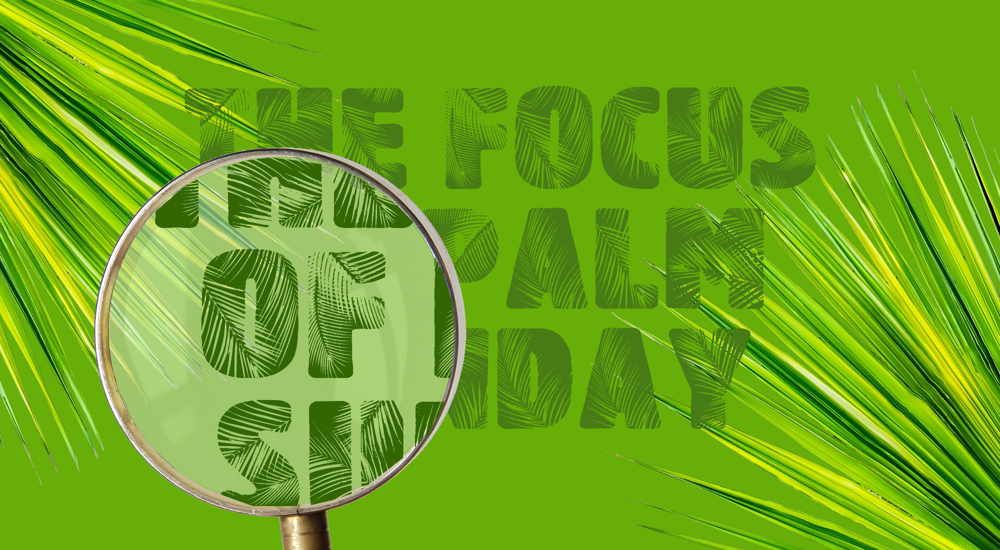 THE FOCUS
OF PALM
SUNDAY